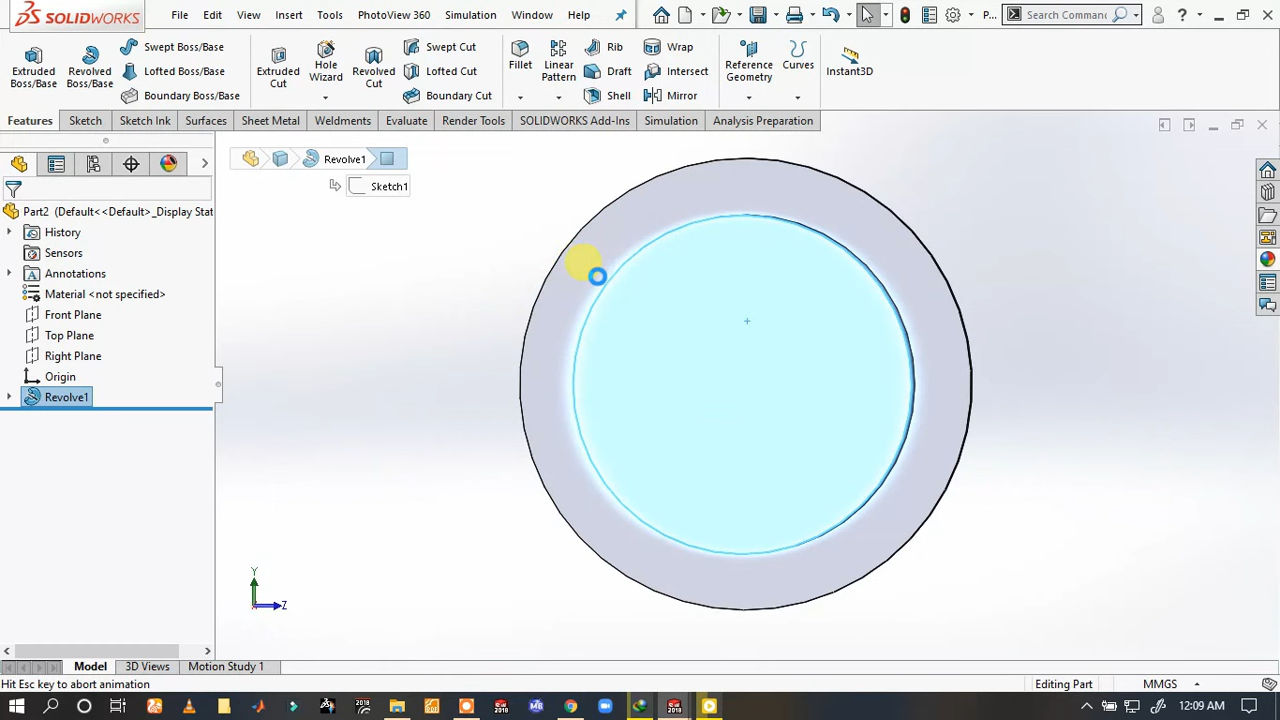 SOLIDWORKS File Edit View Insert Tools PhotoView 360 Simulation Window Help P... Search Comman
Extruded Boss/Base
Revolved Boss/Base
Swept Boss/Base
Lofted Boss/Base
Boundary Boss/Base
Extruded Cut
Hole Wizard
Revolved Cut
Swept Cut
Lofted Cut
Boundary Cut
Fillet
Linear Pattern
Rib
Draft
Shell
Wrap
Intersect
Mirror
Reference Geometry
Curves
Instant3D
Features Sketch Sketch Ink Surfaces Sheet Metal Weldments Evaluate Render Tools SOLIDWORKS Add-Ins Simulation Analysis Preparation
Revolve1
Sketch1
Part2 (Default<<Default>_Display Stat
History
Sensors
Annotations
Material <not specified>
Front Plane
Top Plane
Right Plane
Origin
Revolve1
Y
Z
Model 3D Views Motion Study 1
Hit Esc key to abort animation Editing Part MMGS
12:09 AM